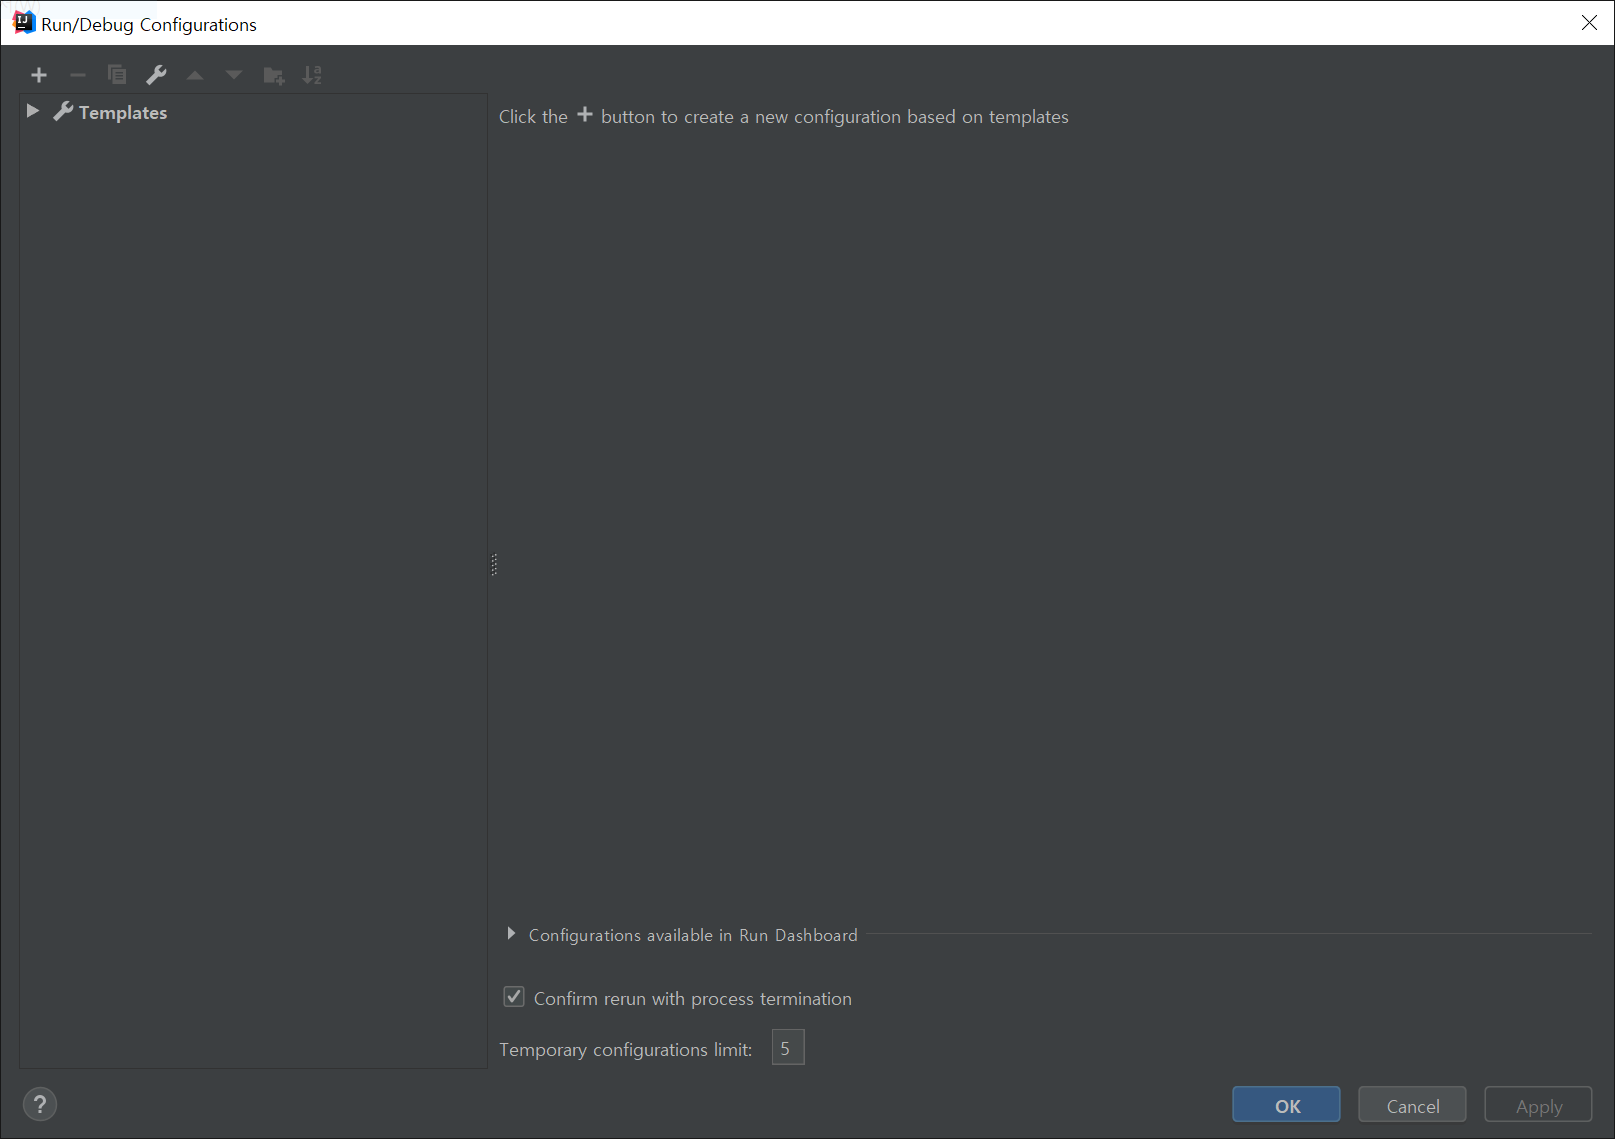 IJ
Run/Debug Configurations
Templates
Click the + button to create a new configuration based on templates
Configurations available in Run Dashboard
Confirm rerun with process termination
Temporary configurations limit: 5
? OK Cancel Apply